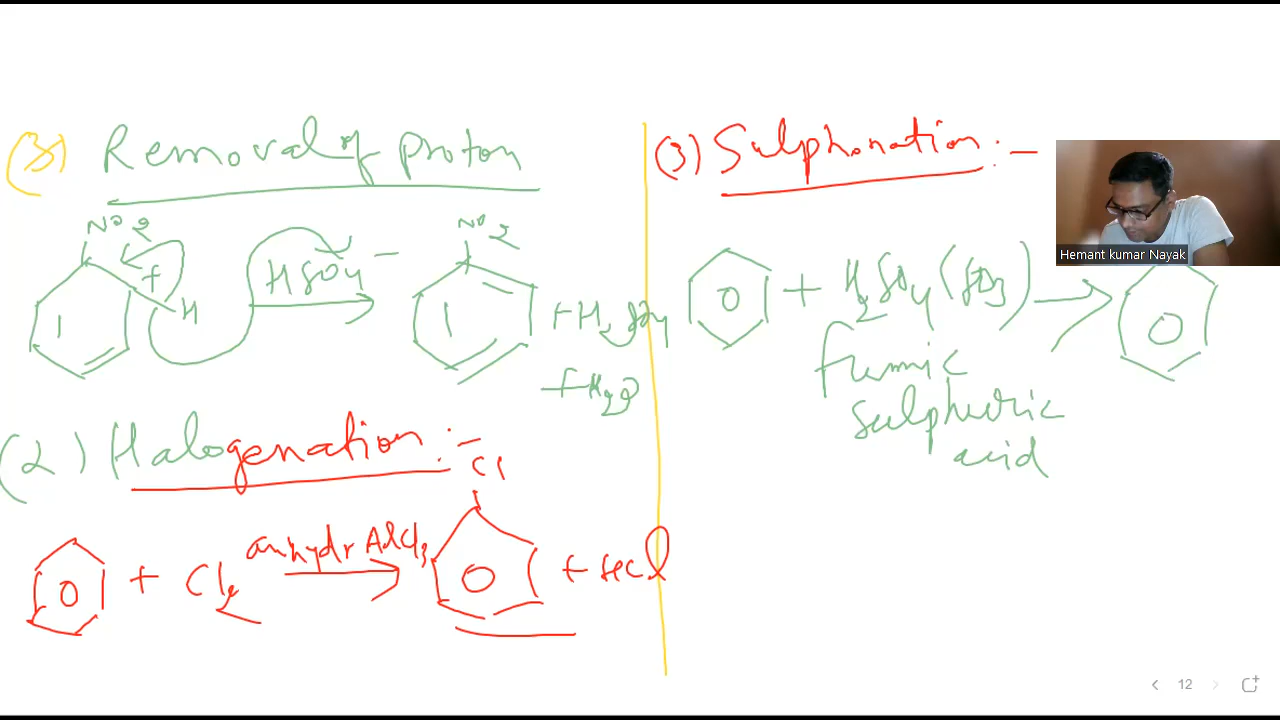 (3) Removal of proton
NO2 NO2
+ H HSO4 - + H2SO4
+ H2O
(2) Halogenation :-
Cl
+ Cl2 anhydr AlCl3 + HCl
(3) Sulphonation :-
+ H2SO4 (SO3)
fumic
sulphuric
acid
Hemant kumar Nayak
12